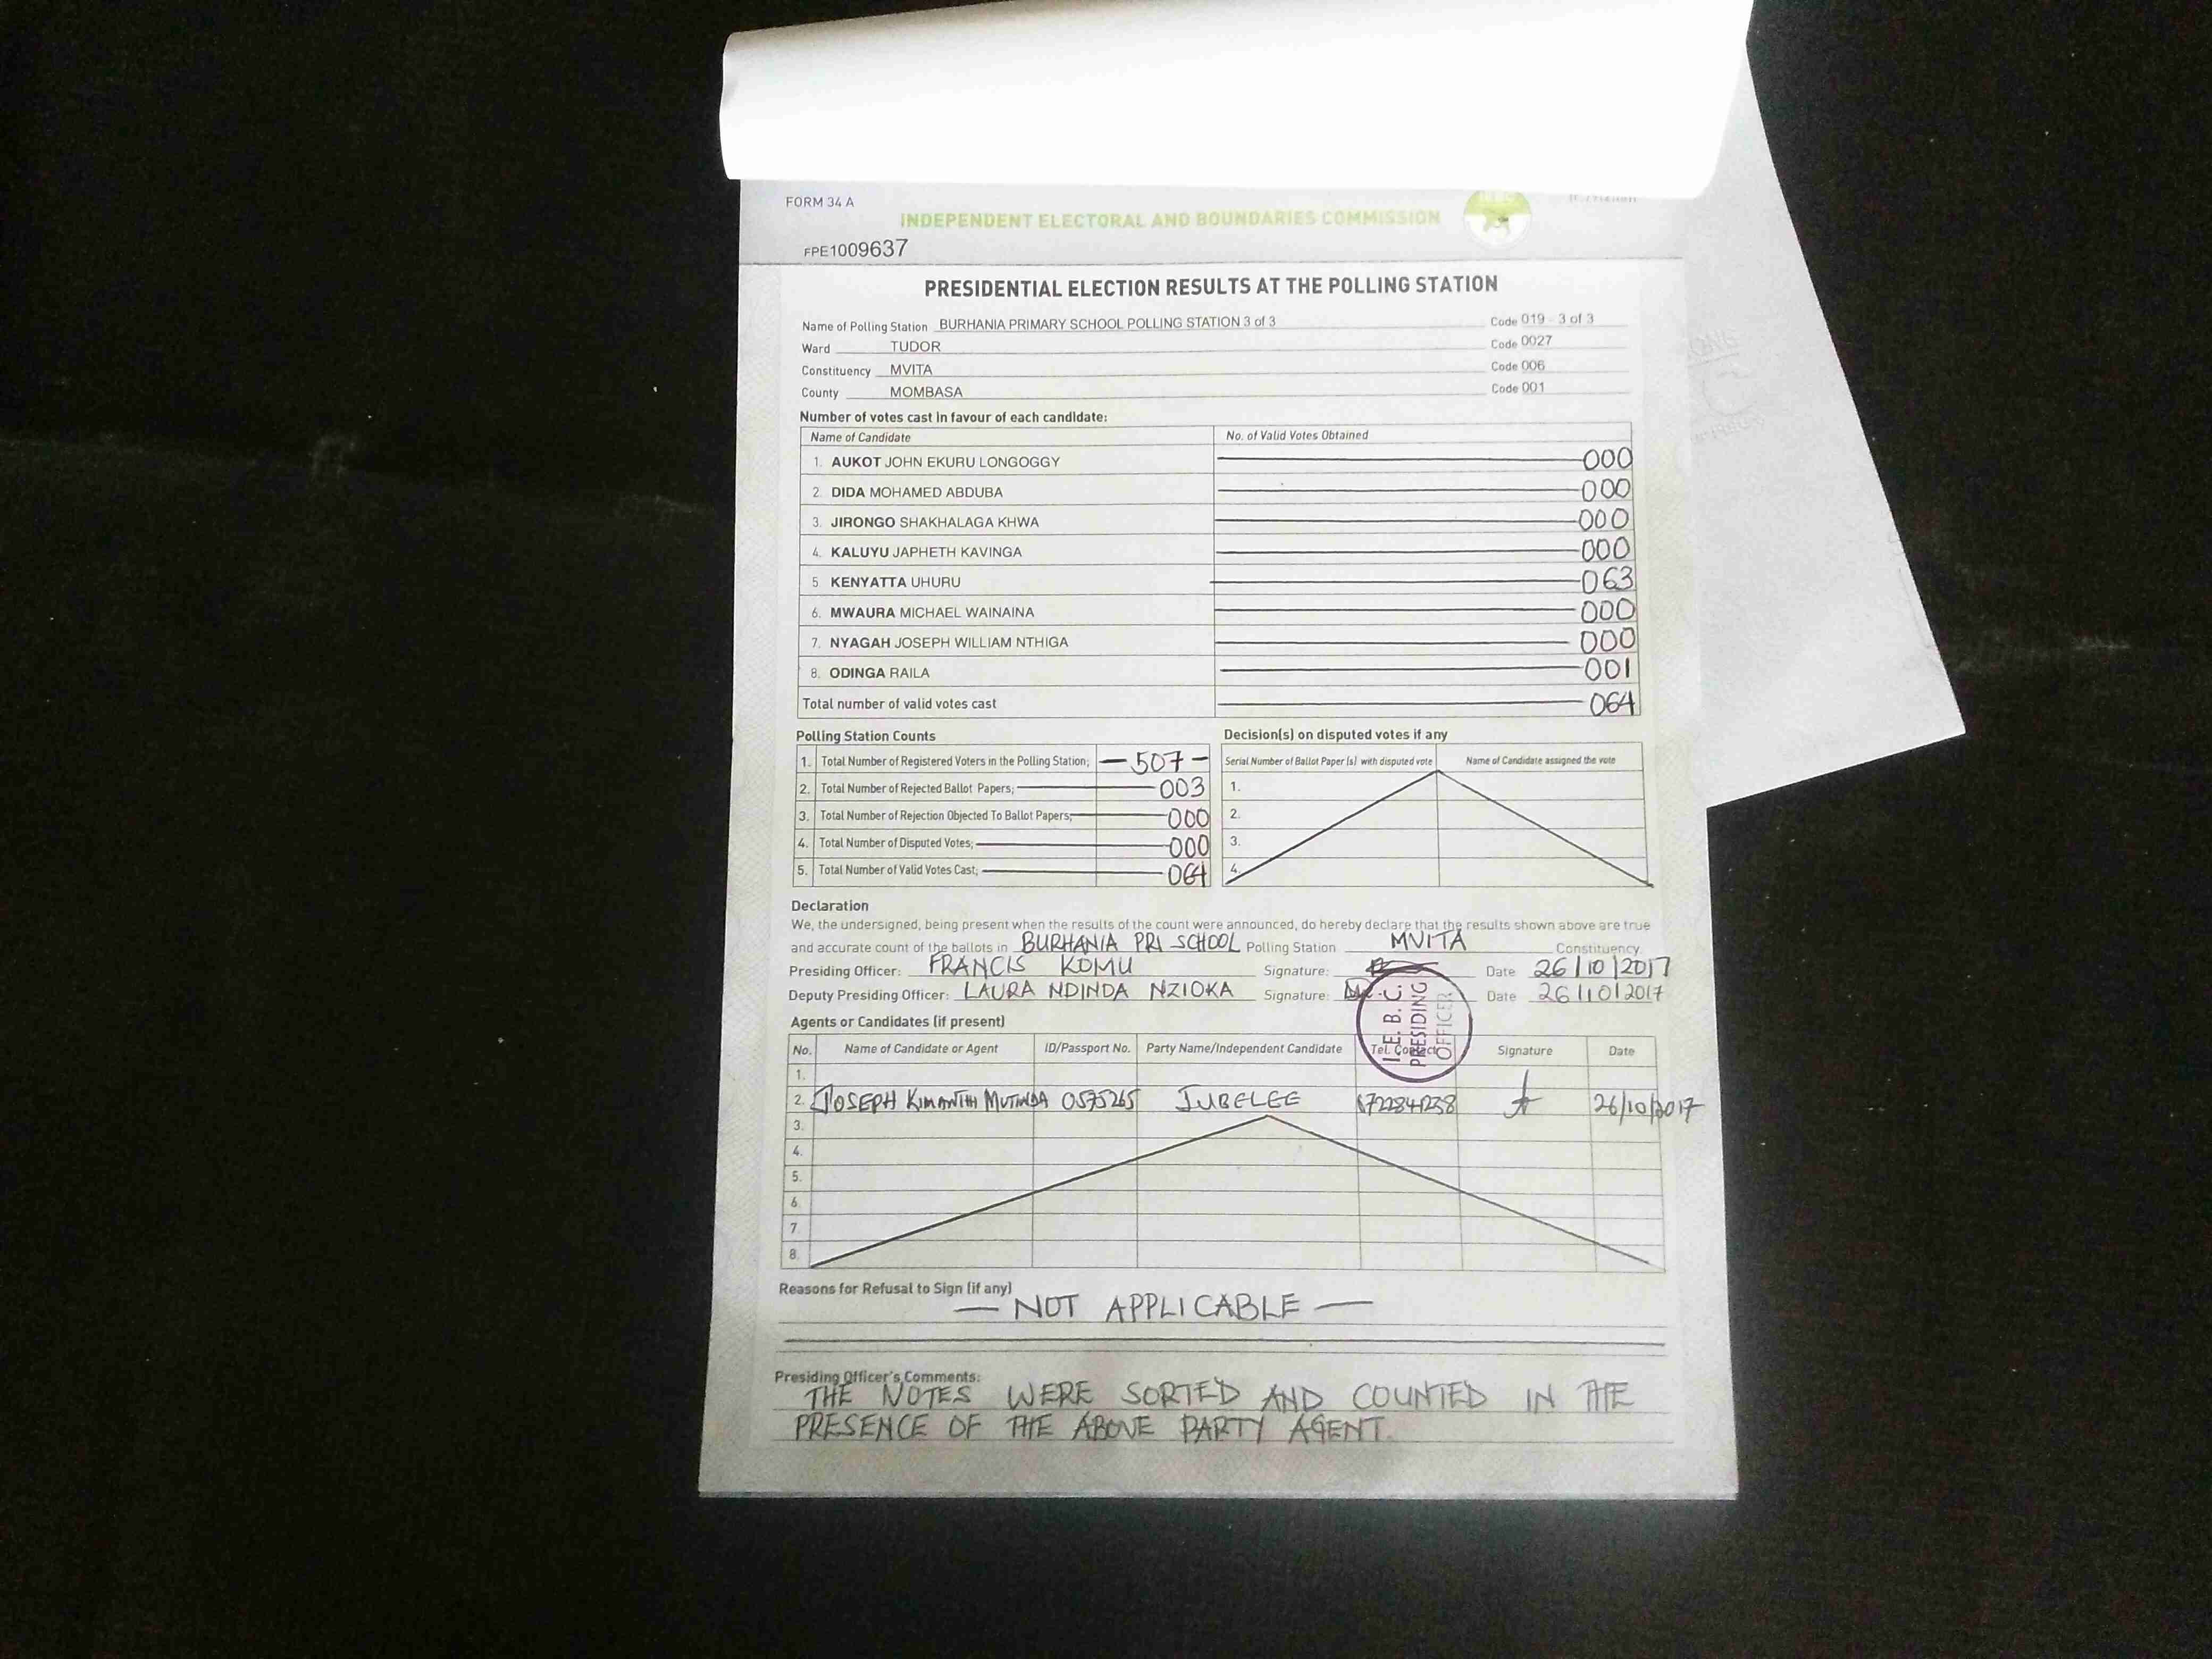 FORM 34 A
INDEPENDENT ELECTORAL AND BOUNDARIES COMMISSION
FPE1009637
PRESIDENTIAL ELECTION RESULTS AT THE POLLING STATION
Name of Polling Station BURHANIA PRIMARY SCHOOL POLLING STATION 3 of 3 Code 019 - 3 of 3
Ward TUDOR Code 0027
Constituency MVITA Code 006
County MOMBASA Code 001
Number of votes cast in favour of each candidate:
Name of Candidate No. of Valid Votes Obtained
1. AUKOT JOHN EKURU LONGOGGY 000
2. DIDA MOHAMED ABDUBA 000
3. JIRONGO SHAKHALAGA KHWA 000
4. KALUYU JAPHETH KAVINGA 000
5. KENYATTA UHURU 063
6. MWAURA MICHAEL WAINAINA 000
7. NYAGAH JOSEPH WILLIAM NTHIGA 000
8. ODINGA RAILA 001
Total number of valid votes cast 064
Polling Station Counts
1. Total Number of Registered Voters in the Polling Station; - 507 -
2. Total Number of Rejected Ballot Papers; 003
3. Total Number of Rejection Objected To Ballot Papers; 000
4. Total Number of Disputed Votes; 000
5. Total Number of Valid Votes Cast; 064
Decision(s) on disputed votes if any
Serial Number of Ballot Paper (s) with disputed vote Name of Candidate assigned the vote
1.
2.
3.
4.
Declaration
We, the undersigned, being present when the results of the count were announced, do hereby declare that the results shown above are true
and accurate count of the ballots in BURHANIA PRI SCHOOL Polling Station MVITA Constituency.
Presiding Officer: FRANCIS KOMU Signature: Date 26/10/2017
Deputy Presiding Officer: LAURA NDINDA NZIOKA Signature: Date 26/10/2017
I.E.B.C.
PRESIDING
OFFICER
Agents or Candidates (if present)
No. Name of Candidate or Agent ID/Passport No. Party Name/Independent Candidate Tel. Contact Signature Date
1.
2. JOSEPH KIMANTHI MUTINDA 0575265 JUBELEE 26/10/2017
3.
4.
5.
6.
7.
8.
Reasons for Refusal to Sign (if any)
— NOT APPLICABLE —
Presiding Officer's Comments:
THE VOTES WERE SORTED AND COUNTED IN THE
PRESENCE OF THE ABOVE PARTY AGENT.